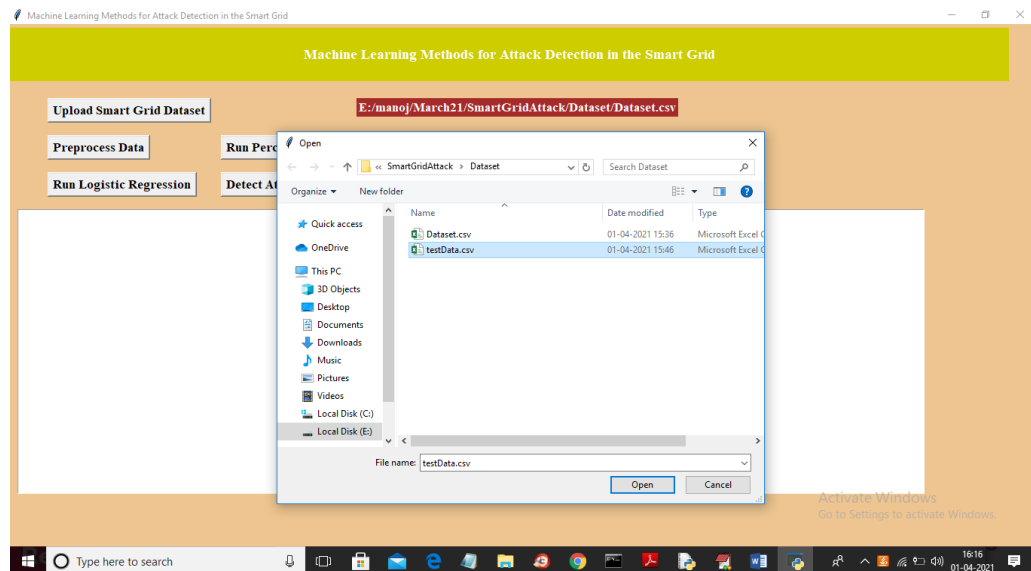 Machine Learning Methods for Attack Detection in the Smart Grid
Machine Learning Methods for Attack Detection in the Smart Grid
Upload Smart Grid Dataset
E:/manoj/March21/SmartGridAttack/Dataset/Dataset.csv
Preprocess Data
Run Perc
Run Logistic Regression
Detect At
Open
« SmartGridAttack > Dataset
Search Dataset
Organize
New folder
Name
Date modified
Type
Dataset.csv
01-04-2021 15:36
Microsoft Excel C
testData.csv
01-04-2021 15:46
Microsoft Excel C
Quick access
OneDrive
This PC
3D Objects
Desktop
Documents
Downloads
Music
Pictures
Videos
Local Disk (C:)
Local Disk (E:)
File name:
testData.csv
Open
Cancel
Activate Windows
Go to Settings to activate Windows.
Type here to search
16:16
01-04-2021